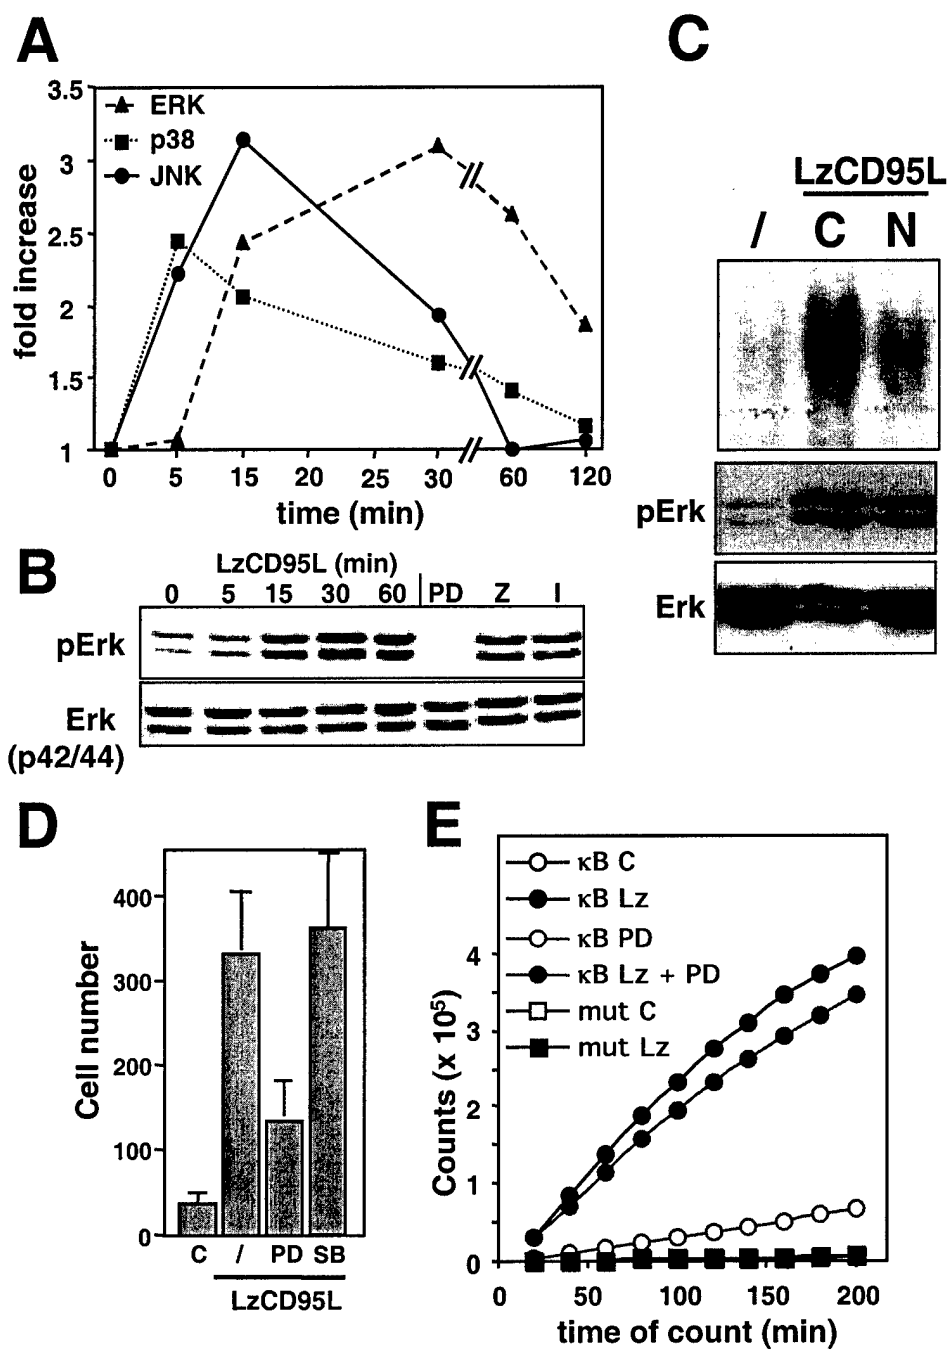 A
3.5
3
2.5
2
1.5
1
fold increase
ERK
p38
JNK
0 5 15 20 25 30 60 120
time (min)
B
LzCD95L (min)
0 5 15 30 60 PD Z I
pErk
Erk
(p42/44)
C
LzCD95L
/ C N
pErk
Erk
D
Cell number
400
300
200
100
0
C / PD SB
LzCD95L
E
κB C
κB Lz
κB PD
κB Lz + PD
mut C
mut Lz
Counts (x 10⁵)
4
3
2
1
0
0 50 100 150 200
time of count (min)